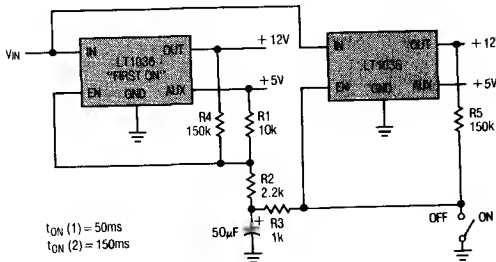 VIN
IN
OUT
LT1036
"FIRST ON"
EN
GND
AUX
+12V
+5V
R4
150k
R1
10k
R2
2.2k
50µF
+
R3
1k
IN
OUT
LT1036
EN
GND
AUX
+12V
+5V
R5
150k
OFF
ON
tON (1) = 50ms
tON (2) = 150ms